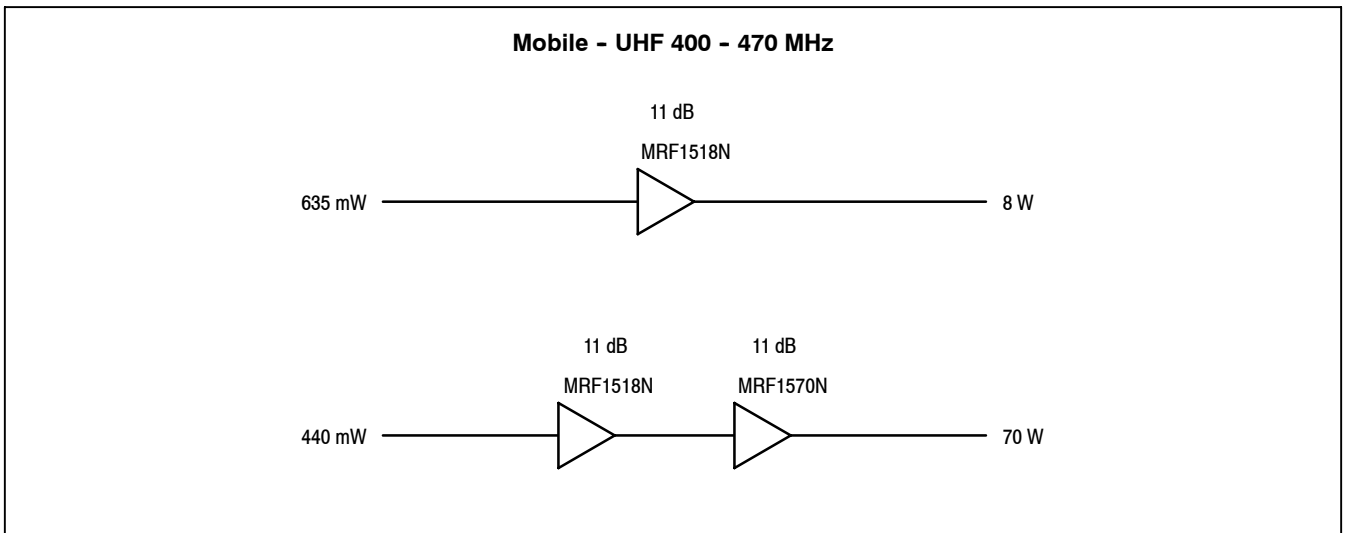 Mobile - UHF 400 - 470 MHz
11 dB
MRF1518N
635 mW
8 W
11 dB
11 dB
MRF1518N
MRF1570N
440 mW
70 W